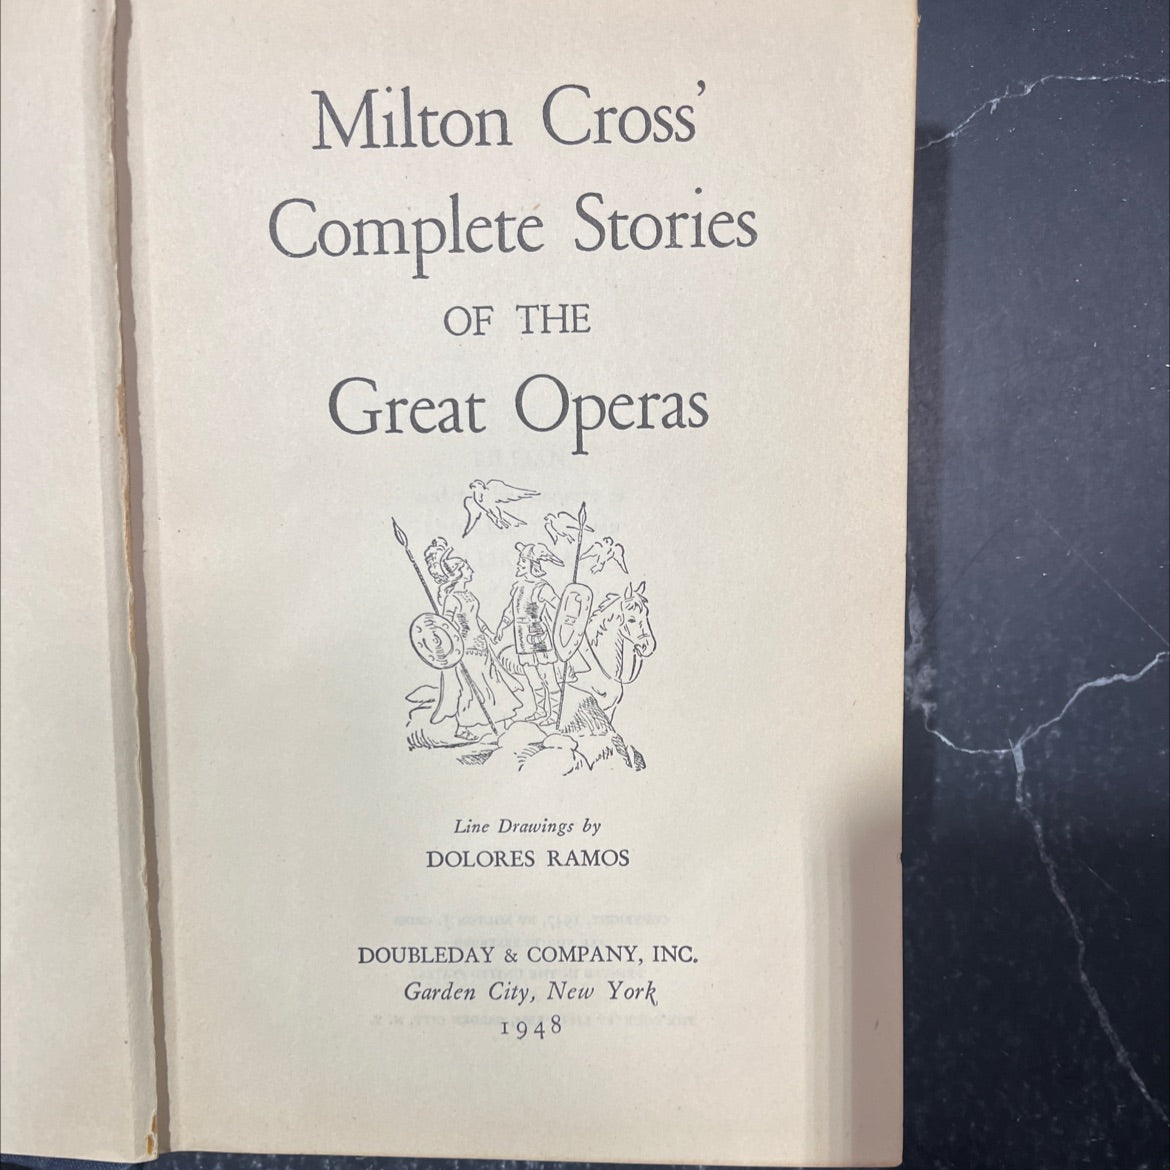 Milton Cross'
Complete Stories
OF THE
Great Operas
Line Drawings by
DOLORES RAMOS
DOUBLEDAY & COMPANY, INC.
Garden City, New York
1948